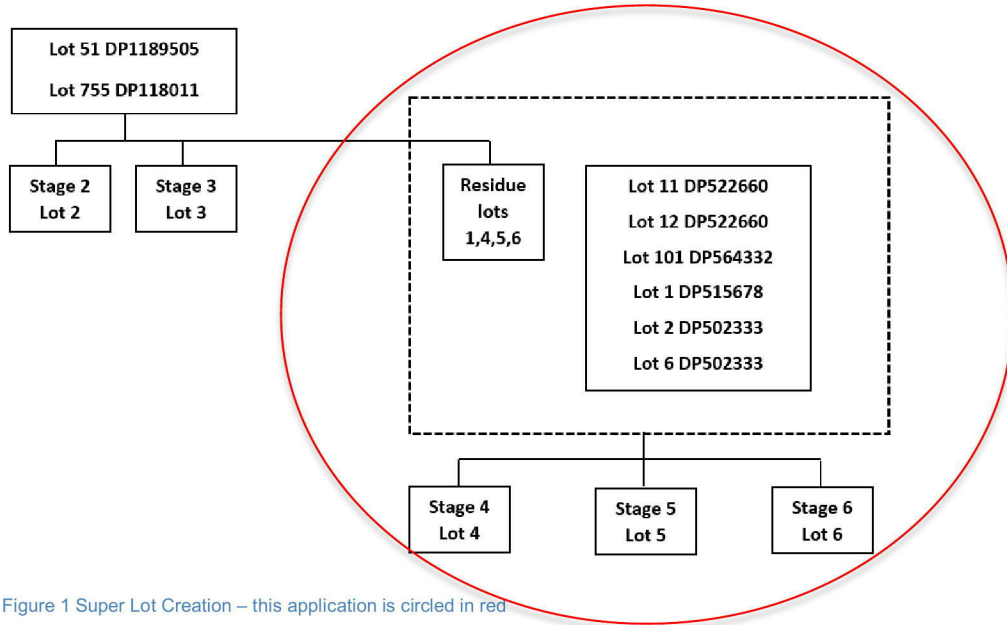 Lot 51 DP1189505
Lot 755 DP118011
Stage 2
Lot 2
Stage 3
Lot 3
Residue
lots
1,4,5,6
Lot 11 DP522660
Lot 12 DP522660
Lot 101 DP564332
Lot 1 DP515678
Lot 2 DP502333
Lot 6 DP502333
Stage 4
Lot 4
Stage 5
Lot 5
Stage 6
Lot 6
Figure 1 Super Lot Creation – this application is circled in red